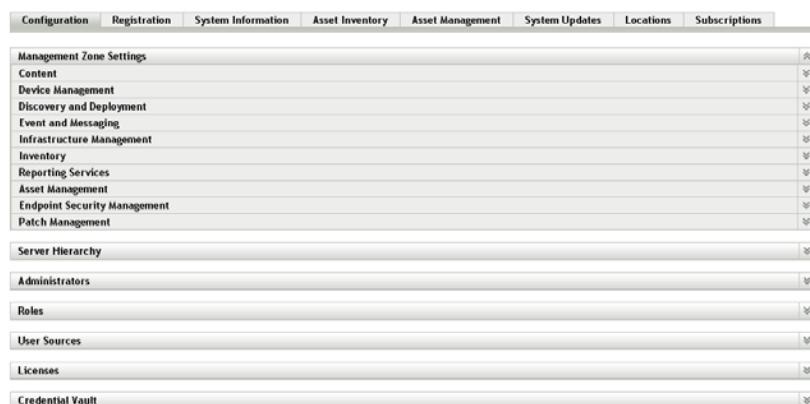 Configuration Registration System Information Asset Inventory Asset Management System Updates Locations Subscriptions
Management Zone Settings
Content
Device Management
Discovery and Deployment
Event and Messaging
Infrastructure Management
Inventory
Reporting Services
Asset Management
Endpoint Security Management
Patch Management
Server Hierarchy
Administrators
Roles
User Sources
Licenses
Credential Vault